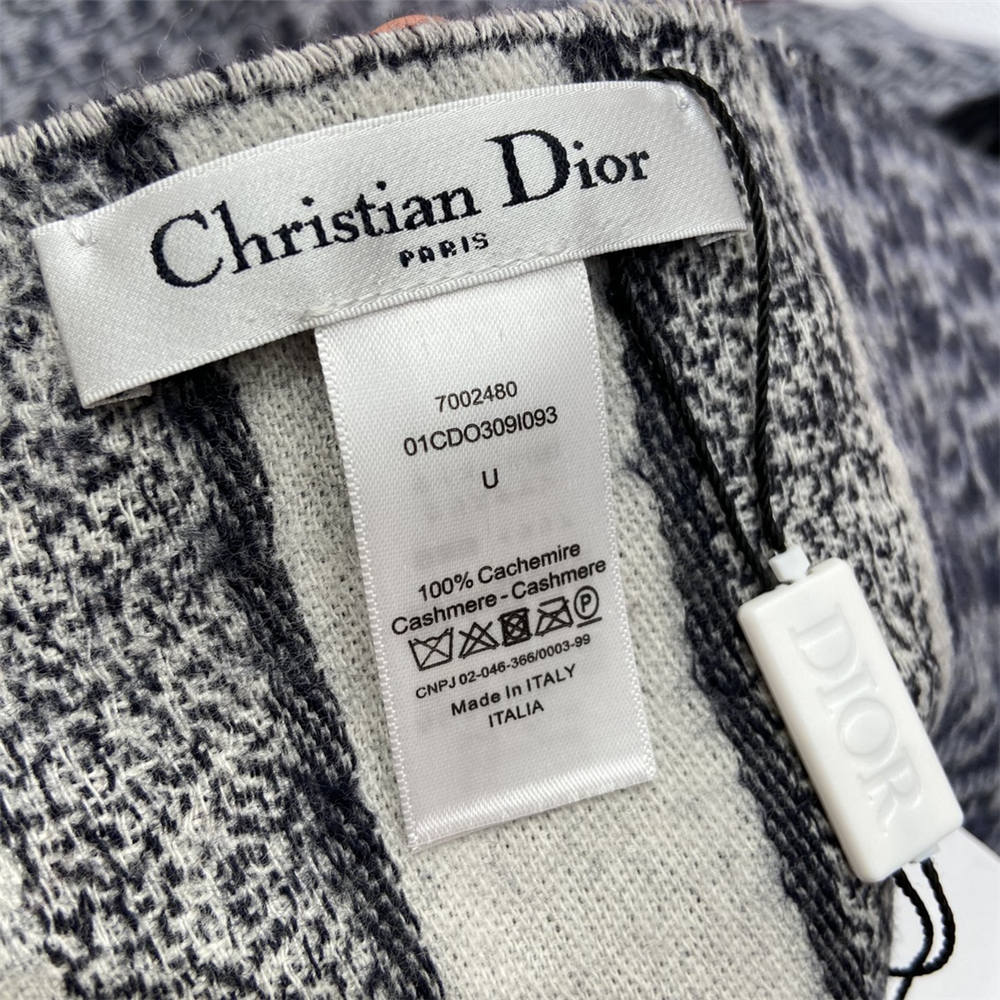 Christian Dior
PARIS
7002480
01CDO309I093
U
100% Cachemire
Cashmere - Cashmere
P
CNPJ 02-046-366/0003-99
Made In ITALY
ITALIA
DIOR